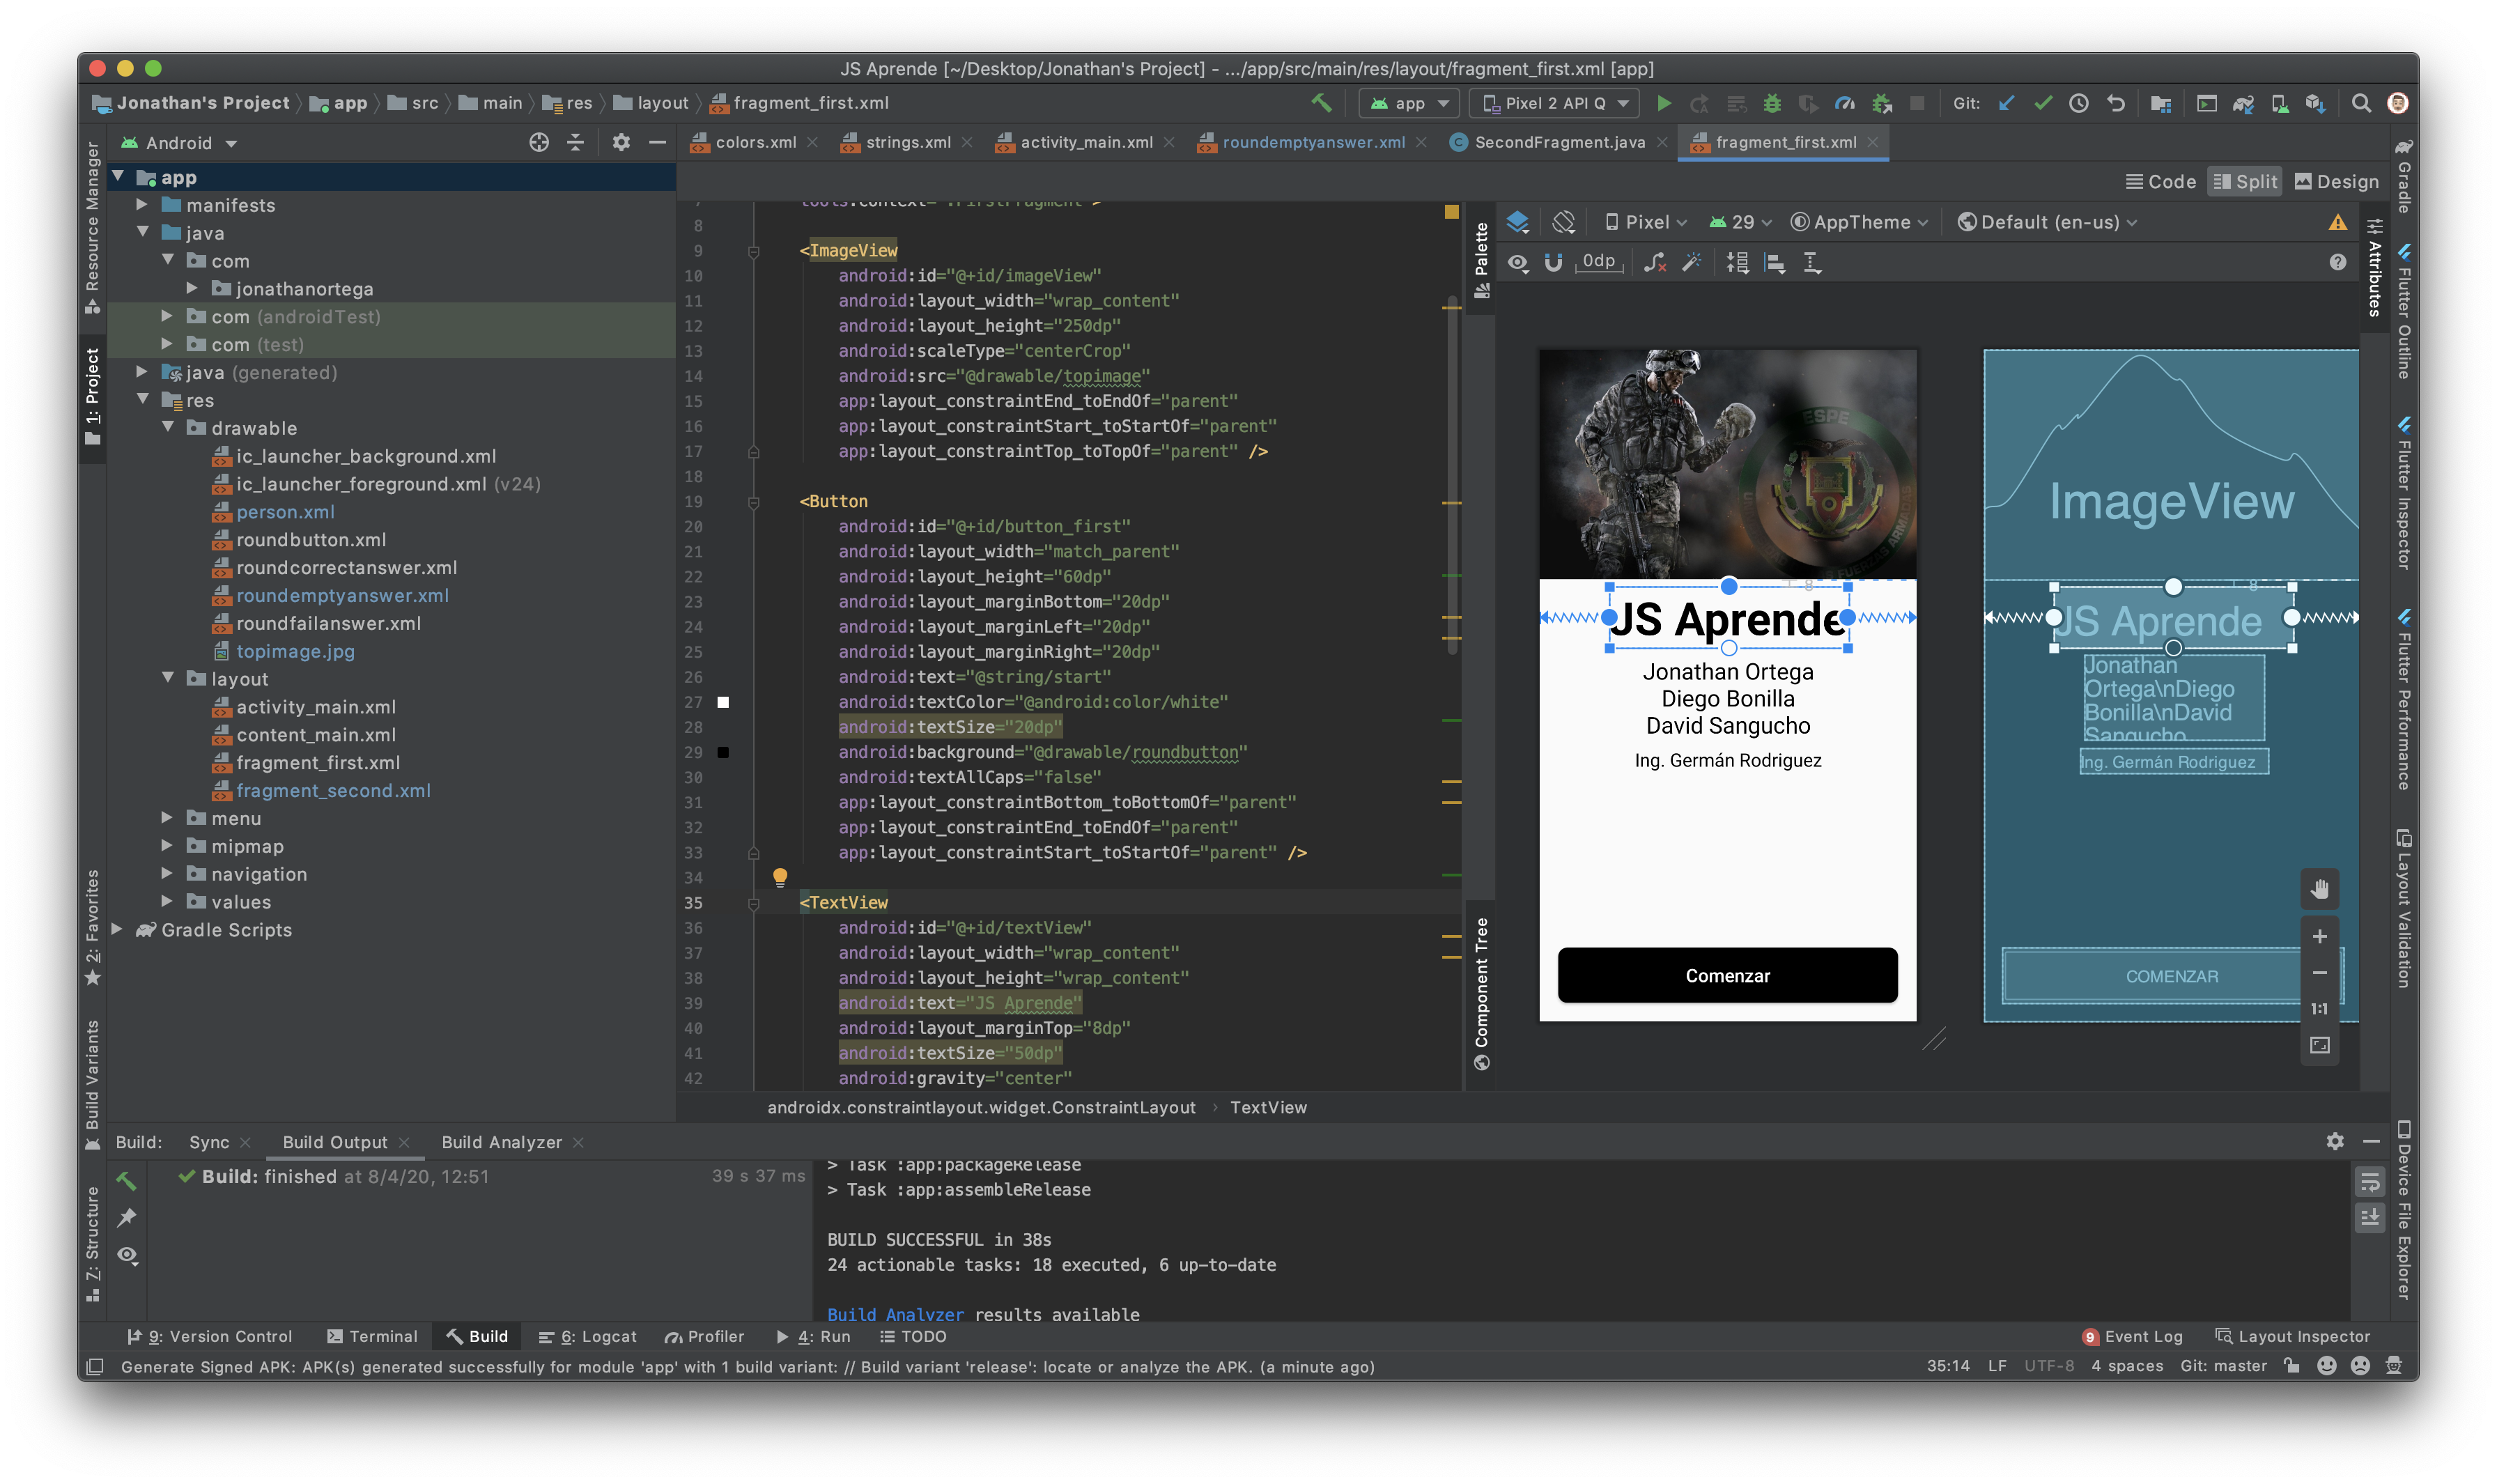 JS Aprende [~/Desktop/Jonathan's Project] - .../app/src/main/res/layout/fragment_first.xml [app]
Jonathan's Project
app
src
main
res
layout
fragment_first.xml
app
Pixel 2 API Q
Git:
Android
colors.xml
strings.xml
activity_main.xml
roundemptyanswer.xml
SecondFragment.java
fragment_first.xml
Code
Split
Design
Resource Manager
1: Project
2: Favorites
Build Variants
Z: Structure
app
manifests
java
com
jonathanortega
com (androidTest)
com (test)
java (generated)
res
drawable
ic_launcher_background.xml
ic_launcher_foreground.xml (v24)
person.xml
roundbutton.xml
roundcorrectanswer.xml
roundemptyanswer.xml
roundfailanswer.xml
topimage.jpg
layout
activity_main.xml
content_main.xml
fragment_first.xml
fragment_second.xml
menu
mipmap
navigation
values
Gradle Scripts
8
9 <ImageView
10 android:id="@+id/imageView"
11 android:layout_width="wrap_content"
12 android:layout_height="250dp"
13 android:scaleType="centerCrop"
14 android:src="@drawable/topimage"
15 app:layout_constraintEnd_toEndOf="parent"
16 app:layout_constraintStart_toStartOf="parent"
17 app:layout_constraintTop_toTopOf="parent" />
18
19 <Button
20 android:id="@+id/button_first"
21 android:layout_width="match_parent"
22 android:layout_height="60dp"
23 android:layout_marginBottom="20dp"
24 android:layout_marginLeft="20dp"
25 android:layout_marginRight="20dp"
26 android:text="@string/start"
27 android:textColor="@android:color/white"
28 android:textSize="20dp"
29 android:background="@drawable/roundbutton"
30 android:textAllCaps="false"
31 app:layout_constraintBottom_toBottomOf="parent"
32 app:layout_constraintEnd_toEndOf="parent"
33 app:layout_constraintStart_toStartOf="parent" />
34
35 <TextView
36 android:id="@+id/textView"
37 android:layout_width="wrap_content"
38 android:layout_height="wrap_content"
39 android:text="JS Aprende"
40 android:layout_marginTop="8dp"
41 android:textSize="50dp"
42 android:gravity="center"
androidx.constraintlayout.widget.ConstraintLayout
TextView
Palette
Component Tree
Pixel
29
AppTheme
Default (en-us)
0dp
Attributes
ESPE
JS Aprende
8
Jonathan Ortega
Diego Bonilla
David Sangucho
Ing. Germán Rodriguez
Comenzar
ImageView
8
JS Aprende
Jonathan
Ortega\nDiego
Bonilla\nDavid
Sangucho
Ing. Germán Rodriguez
COMENZAR
1:1
Gradle
Flutter Outline
Flutter Inspector
Flutter Performance
Layout Validation
Device File Explorer
Build:
Sync
Build Output
Build Analyzer
Build: finished at 8/4/20, 12:51
39 s 37 ms
> Task :app:packageRelease
> Task :app:assembleRelease
BUILD SUCCESSFUL in 38s
24 actionable tasks: 18 executed, 6 up-to-date
Build Analyzer results available
9: Version Control
Terminal
Build
6: Logcat
Profiler
4: Run
TODO
9 Event Log
Layout Inspector
Generate Signed APK: APK(s) generated successfully for module 'app' with 1 build variant: // Build variant 'release': locate or analyze the APK. (a minute ago)
35:14
LF
UTF-8
4 spaces
Git: master